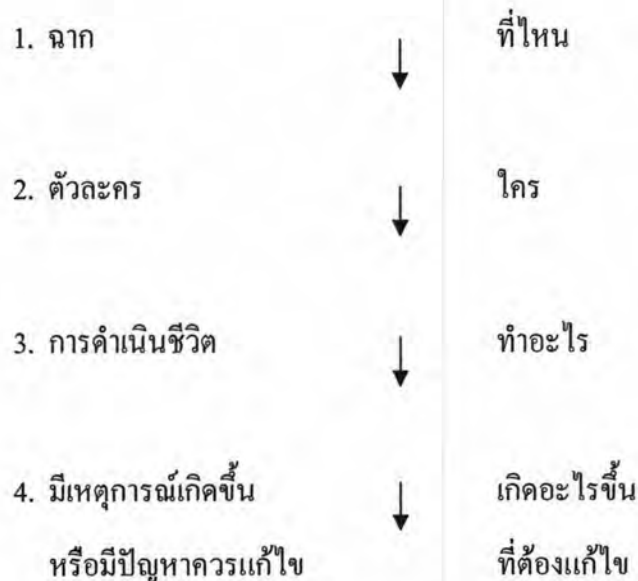 1. ฉาก ที่ไหน
2. ตัวละคร ใคร
3. การดำเนินชีวิต ทำอะไร
4. มีเหตุการณ์เกิดขึ้น เกิดอะไรขึ้น
หรือมีปัญหาควรแก้ไข ที่ต้องแก้ไข